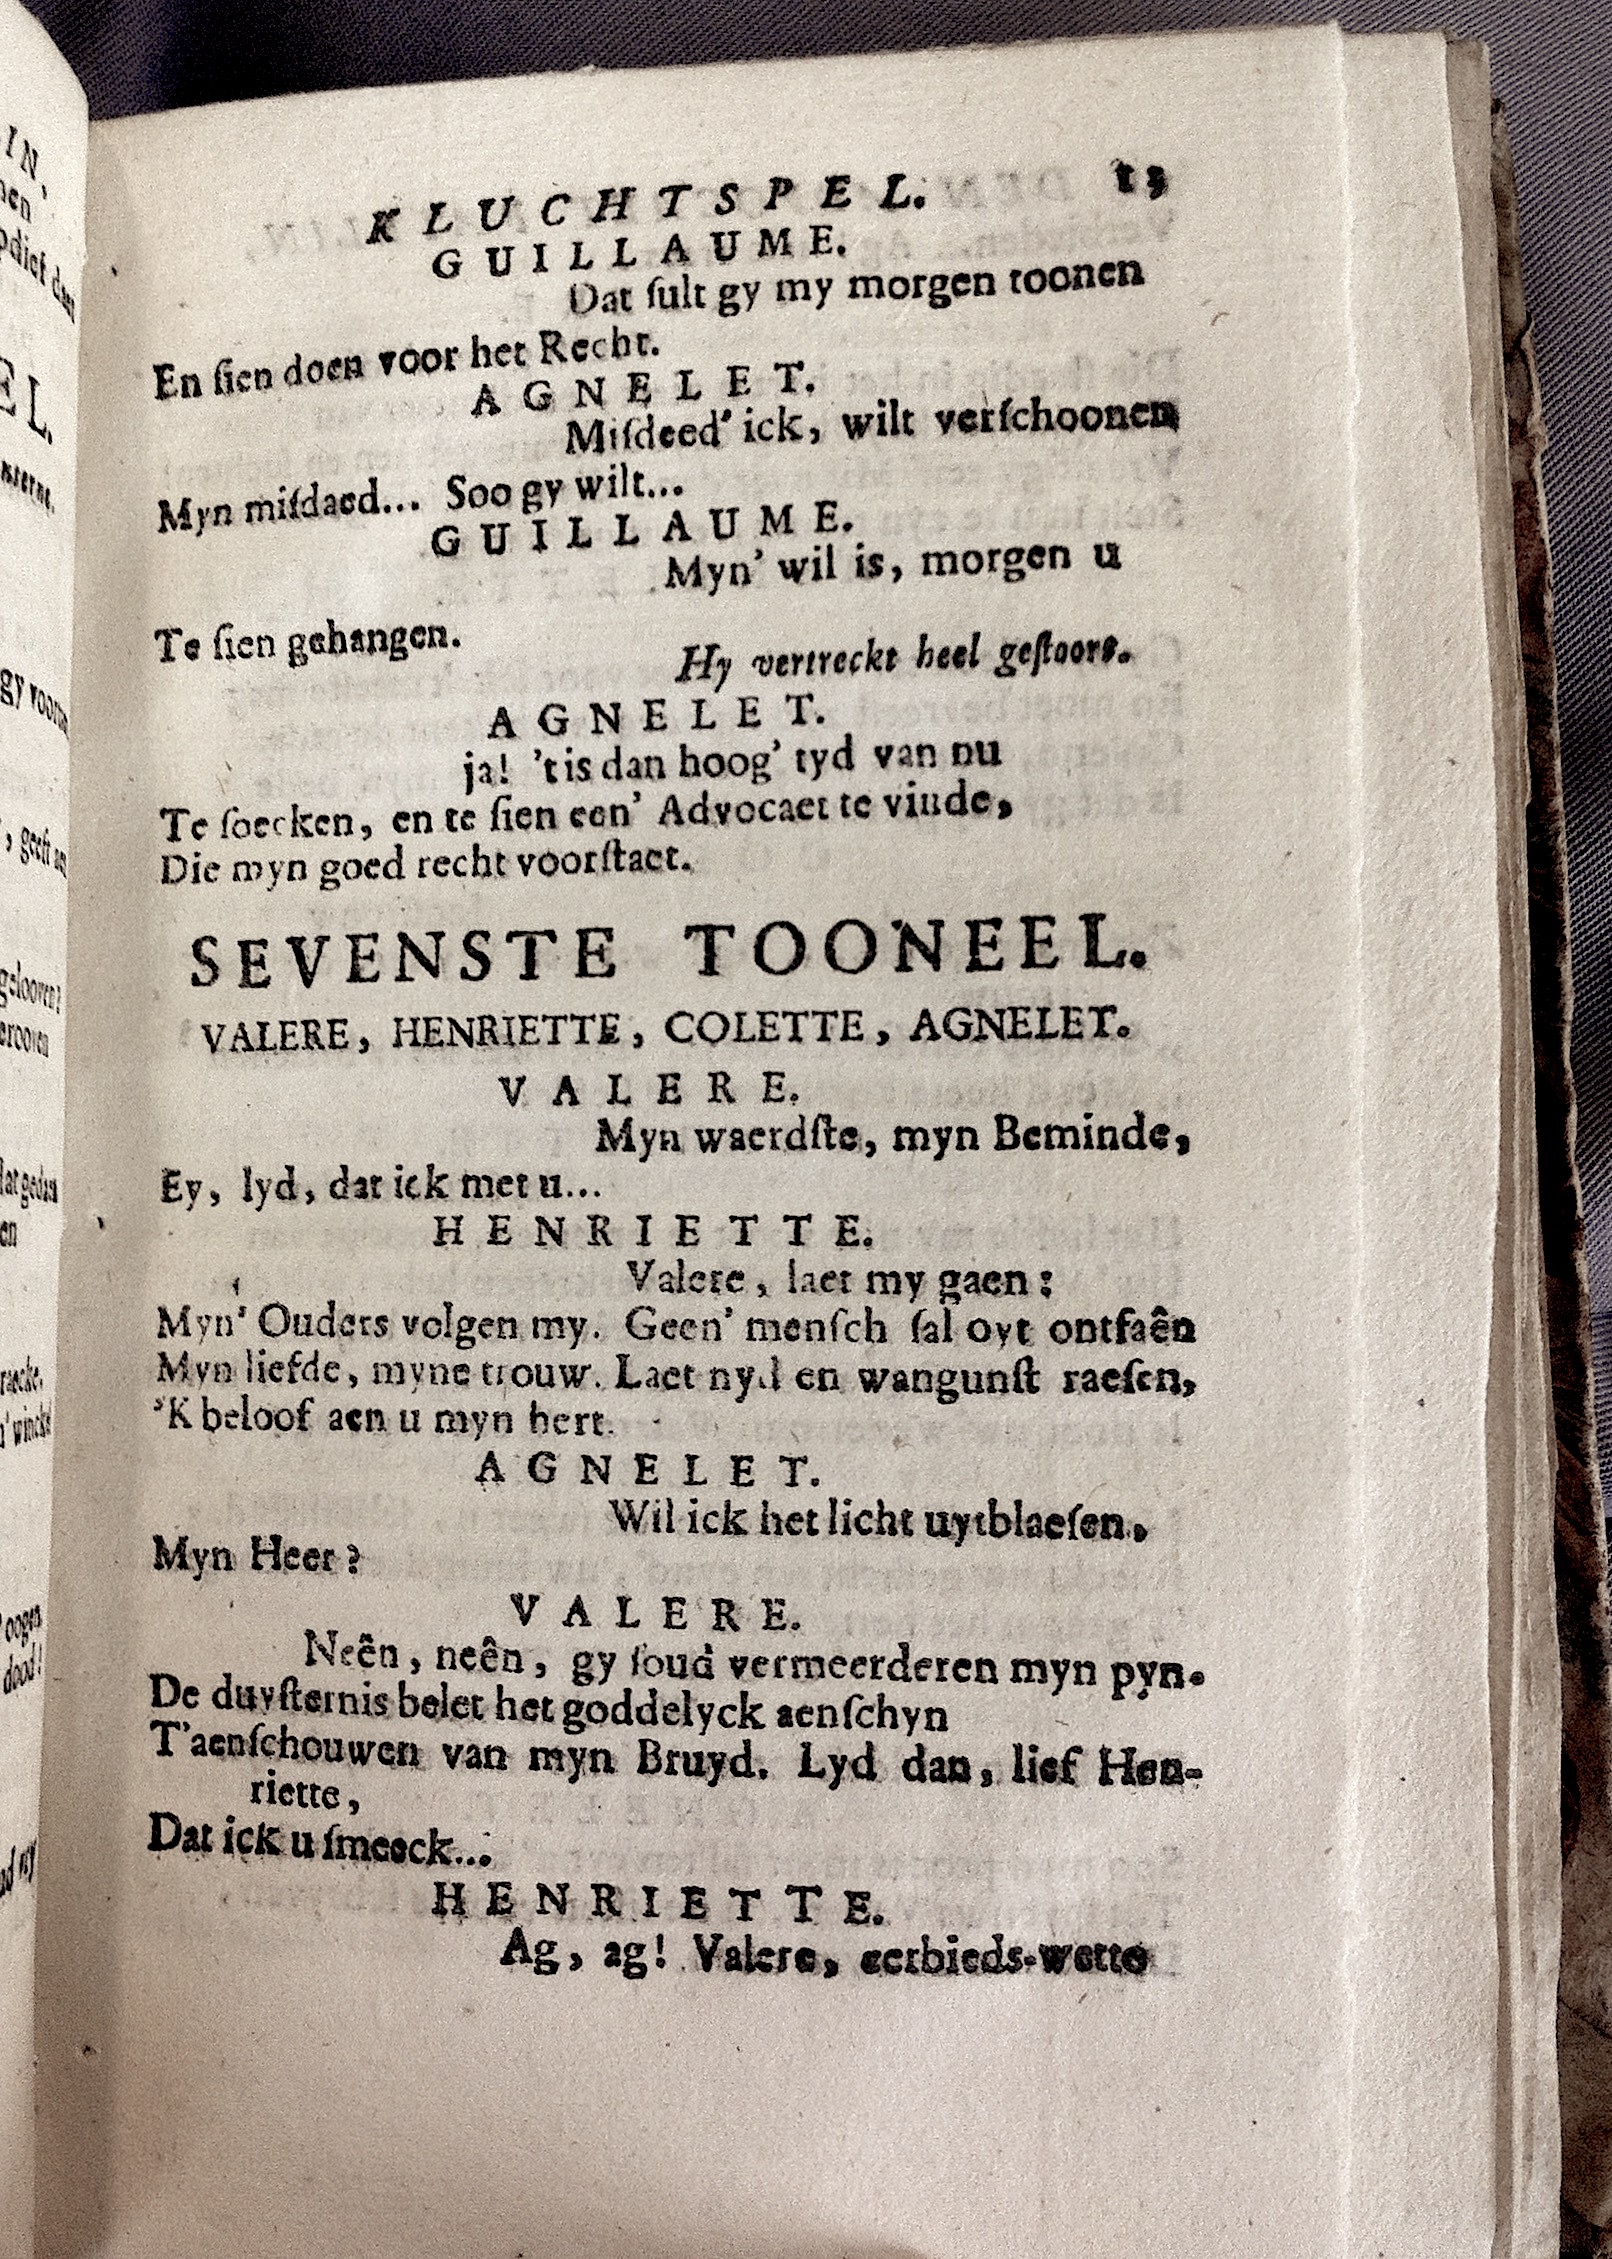 KLUCHTSPEL. 13
GUILLAUME.
Dat ſult gy my morgen toonen
En ſien doen voor het Recht.
AGNELET.
Miſdeed' ick, wilt verſchoonen
Myn miſdaed... Soo gy wilt...
GUILLAUME.
Myn' wil is, morgen u
Te ſien gehangen.
Hy vertreckt heel geſtoort.
AGNELET.
ja! 't is dan hoog' tyd van nu
Te ſoecken, en te ſien een' Advocaet te vinde,
Die myn goed recht voorſtaet.
SEVENSTE TOONEEL.
VALERE, HENRIETTE, COLETTE, AGNELET.
VALERE.
Myn waerdſte, myn Beminde,
Ey, lyd, dat ick met u...
HENRIETTE.
Valere, laet my gaen:
Myn' Ouders volgen my. Geen' menſch ſal oyt ontfaên
Myn liefde, myne trouw. Laet nyd en wangunſt raeſen,
'K beloof aen u myn hert.
AGNELET.
Wil ick het licht uytblaeſen,
Myn Heer?
VALERE.
Neên, neên, gy ſoud vermeerderen myn pyn.
De duyſternis belet het goddelyck aenſchyn
T'aenſchouwen van myn Bruyd. Lyd dan, lief Hen-
riette,
Dat ick u ſmeeck...
HENRIETTE.
Ag, ag! Valere, eerbieds-wette